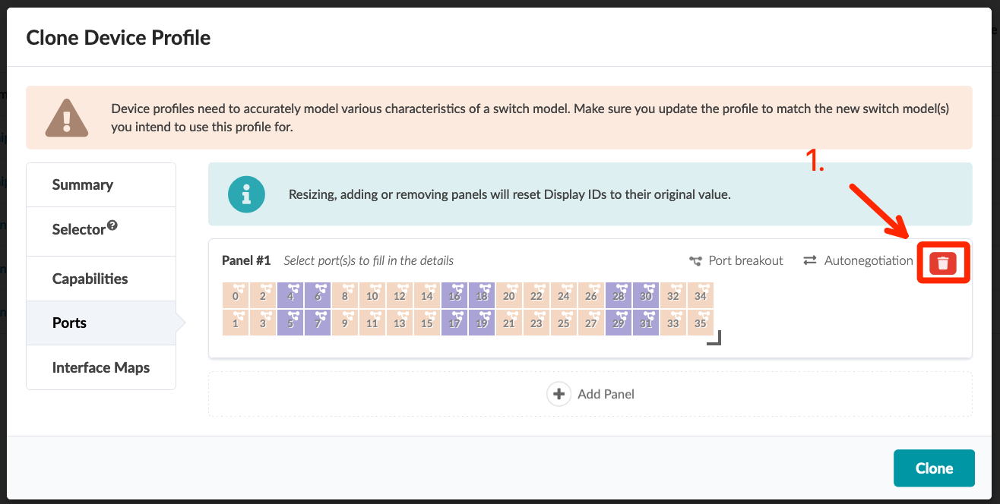 Clone Device Profile
Device profiles need to accurately model various characteristics of a switch model. Make sure you update the profile to match the new switch model(s)
you intend to use this profile for.
1.
Summary
Selector?
Capabilities
Ports
Interface Maps
Resizing, adding or removing panels will reset Display IDs to their original value.
Panel #1 Select port(s)s to fill in the details Port breakout Autonegotiation
0 2 4 6 8 10 12 14 16 18 20 22 24 26 28 30 32 34
1 3 5 7 9 11 13 15 17 19 21 23 25 27 29 31 33 35
Add Panel
Clone